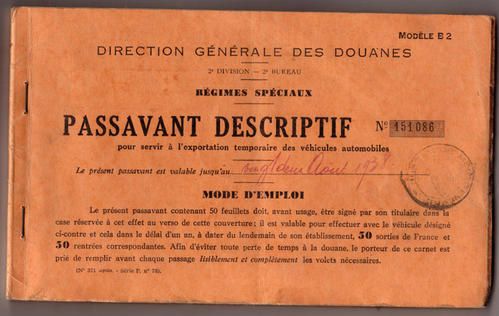 MODÈLE B 2
DIRECTION GÉNÉRALE DES DOUANES
2e DIVISION — 2e BUREAU
RÉGIMES SPÉCIAUX
PASSAVANT DESCRIPTIF No 151086
pour servir à l'exportation temporaire des véhicules automobiles
Le présent passavant est valable jusqu'au vingt deux Août 193
MODE D'EMPLOI
Le présent passavant contenant 50 feuillets doit, avant usage, être signé par son titulaire dans la
case réservée à cet effet au verso de cette couverture; il est valable pour effectuer avec le véhicule désigné
ci-contre et cela dans le délai d'un an, à dater du lendemain de son établissement, 50 sorties de France et
50 rentrées correspondantes. Afin d'éviter toute perte de temps à la douane, le porteur de ce carnet est
prié de remplir avant chaque passage lisiblement et complètement les volets nécessaires.